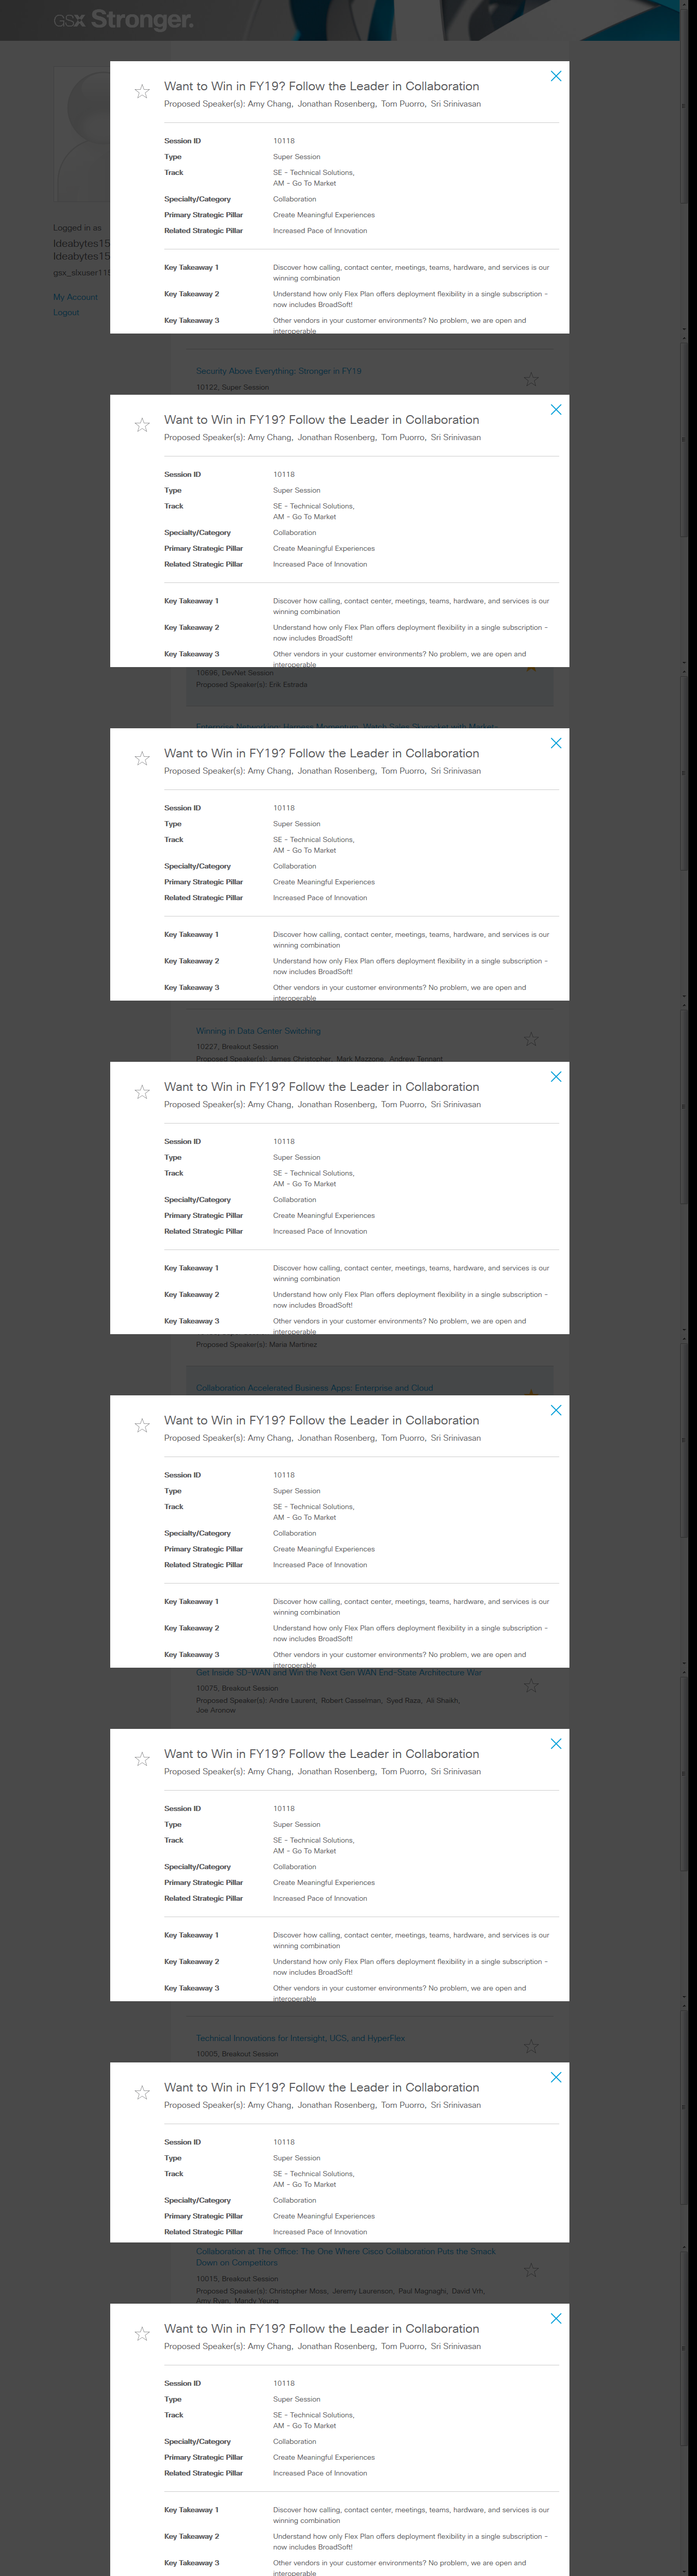 GSX Stronger.
Want to Win in FY19? Follow the Leader in Collaboration
Proposed Speaker(s): Amy Chang, Jonathan Rosenberg, Tom Puorro, Sri Srinivasan
Session ID 10118
Type Super Session
Track SE - Technical Solutions,
AM - Go To Market
Specialty/Category Collaboration
Primary Strategic Pillar Create Meaningful Experiences
Logged in as
Related Strategic Pillar Increased Pace of Innovation
Ideabytes15
Ideabytes15
Key Takeaway 1 Discover how calling, contact center, meetings, teams, hardware, and services is our
winning combination
My Account
Key Takeaway 2 Understand how only Flex Plan offers deployment flexibility in a single subscription -
now includes BroadSoft!
Logout
Key Takeaway 3 Other vendors in your customer environments? No problem, we are open and
interoperable
Security Above Everything: Stronger in FY19
10122, Super Session
Want to Win in FY19? Follow the Leader in Collaboration
Proposed Speaker(s): Amy Chang, Jonathan Rosenberg, Tom Puorro, Sri Srinivasan
Session ID 10118
Type Super Session
Track SE - Technical Solutions,
AM - Go To Market
Specialty/Category Collaboration
Primary Strategic Pillar Create Meaningful Experiences
Related Strategic Pillar Increased Pace of Innovation
Key Takeaway 1 Discover how calling, contact center, meetings, teams, hardware, and services is our
winning combination
Key Takeaway 2 Understand how only Flex Plan offers deployment flexibility in a single subscription -
now includes BroadSoft!
Key Takeaway 3 Other vendors in your customer environments? No problem, we are open and
interoperable
10696, DevNet Session
Proposed Speaker(s): Erik Estrada
Enterprise Networking: Harness Momentum, Watch Sales Skyrocket with Market-
Want to Win in FY19? Follow the Leader in Collaboration
Proposed Speaker(s): Amy Chang, Jonathan Rosenberg, Tom Puorro, Sri Srinivasan
Session ID 10118
Type Super Session
Track SE - Technical Solutions,
AM - Go To Market
Specialty/Category Collaboration
Primary Strategic Pillar Create Meaningful Experiences
Related Strategic Pillar Increased Pace of Innovation
Key Takeaway 1 Discover how calling, contact center, meetings, teams, hardware, and services is our
winning combination
Key Takeaway 2 Understand how only Flex Plan offers deployment flexibility in a single subscription -
now includes BroadSoft!
Key Takeaway 3 Other vendors in your customer environments? No problem, we are open and
interoperable
Winning in Data Center Switching
10227, Breakout Session
Proposed Speaker(s): James Christopher, Mark Mazzone, Andrew Tennant
Want to Win in FY19? Follow the Leader in Collaboration
Proposed Speaker(s): Amy Chang, Jonathan Rosenberg, Tom Puorro, Sri Srinivasan
Session ID 10118
Type Super Session
Track SE - Technical Solutions,
AM - Go To Market
Specialty/Category Collaboration
Primary Strategic Pillar Create Meaningful Experiences
Related Strategic Pillar Increased Pace of Innovation
Key Takeaway 1 Discover how calling, contact center, meetings, teams, hardware, and services is our
winning combination
Key Takeaway 2 Understand how only Flex Plan offers deployment flexibility in a single subscription -
now includes BroadSoft!
Key Takeaway 3 Other vendors in your customer environments? No problem, we are open and
interoperable
Proposed Speaker(s): Maria Martinez
Collaboration Accelerated Business Apps: Enterprise and Cloud
Want to Win in FY19? Follow the Leader in Collaboration
Proposed Speaker(s): Amy Chang, Jonathan Rosenberg, Tom Puorro, Sri Srinivasan
Session ID 10118
Type Super Session
Track SE - Technical Solutions,
AM - Go To Market
Specialty/Category Collaboration
Primary Strategic Pillar Create Meaningful Experiences
Related Strategic Pillar Increased Pace of Innovation
Key Takeaway 1 Discover how calling, contact center, meetings, teams, hardware, and services is our
winning combination
Key Takeaway 2 Understand how only Flex Plan offers deployment flexibility in a single subscription -
now includes BroadSoft!
Key Takeaway 3 Other vendors in your customer environments? No problem, we are open and
interoperable
Get Inside SD-WAN and Win the Next Gen WAN End-State Architecture War
10075, Breakout Session
Proposed Speaker(s): Andre Laurent, Robert Casselman, Syed Raza, Ali Shaikh,
Joe Aronow
Want to Win in FY19? Follow the Leader in Collaboration
Proposed Speaker(s): Amy Chang, Jonathan Rosenberg, Tom Puorro, Sri Srinivasan
Session ID 10118
Type Super Session
Track SE - Technical Solutions,
AM - Go To Market
Specialty/Category Collaboration
Primary Strategic Pillar Create Meaningful Experiences
Related Strategic Pillar Increased Pace of Innovation
Key Takeaway 1 Discover how calling, contact center, meetings, teams, hardware, and services is our
winning combination
Key Takeaway 2 Understand how only Flex Plan offers deployment flexibility in a single subscription -
now includes BroadSoft!
Key Takeaway 3 Other vendors in your customer environments? No problem, we are open and
interoperable
Technical Innovations for Intersight, UCS, and HyperFlex
10005, Breakout Session
Want to Win in FY19? Follow the Leader in Collaboration
Proposed Speaker(s): Amy Chang, Jonathan Rosenberg, Tom Puorro, Sri Srinivasan
Session ID 10118
Type Super Session
Track SE - Technical Solutions,
AM - Go To Market
Specialty/Category Collaboration
Primary Strategic Pillar Create Meaningful Experiences
Related Strategic Pillar Increased Pace of Innovation
Collaboration at The Office: The One Where Cisco Collaboration Puts the Smack
Down on Competitors
10015, Breakout Session
Proposed Speaker(s): Christopher Moss, Jeremy Laurenson, Paul Magnaghi, David Vrh,
Amy Ryan, Mandy Yeung
Want to Win in FY19? Follow the Leader in Collaboration
Proposed Speaker(s): Amy Chang, Jonathan Rosenberg, Tom Puorro, Sri Srinivasan
Session ID 10118
Type Super Session
Track SE - Technical Solutions,
AM - Go To Market
Specialty/Category Collaboration
Primary Strategic Pillar Create Meaningful Experiences
Related Strategic Pillar Increased Pace of Innovation
Key Takeaway 1 Discover how calling, contact center, meetings, teams, hardware, and services is our
winning combination
Key Takeaway 2 Understand how only Flex Plan offers deployment flexibility in a single subscription -
now includes BroadSoft!
Key Takeaway 3 Other vendors in your customer environments? No problem, we are open and
interoperable